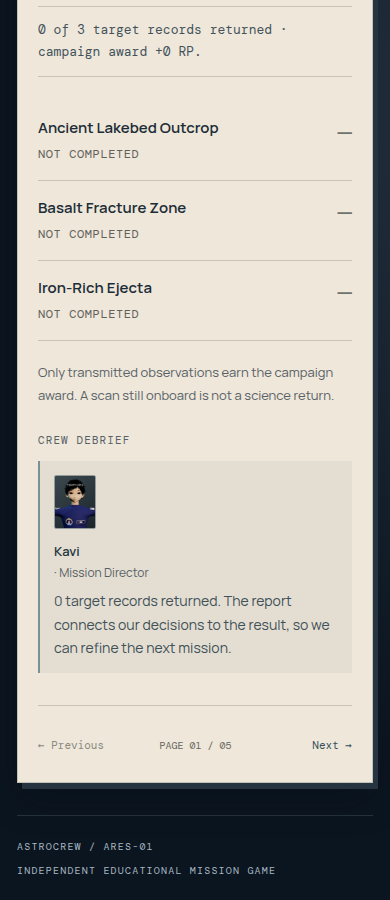 0 of 3 target records returned ·
campaign award +0 RP.
Ancient Lakebed Outcrop
—
NOT COMPLETED
Basalt Fracture Zone
—
NOT COMPLETED
Iron-Rich Ejecta
—
NOT COMPLETED
Only transmitted observations earn the campaign
award. A scan still onboard is not a science return.
CREW DEBRIEF
Kavi
· Mission Director
0 target records returned. The report
connects our decisions to the result, so we
can refine the next mission.
← Previous
PAGE 01 / 05
Next →
ASTROCREW / ARES-01
INDEPENDENT EDUCATIONAL MISSION GAME